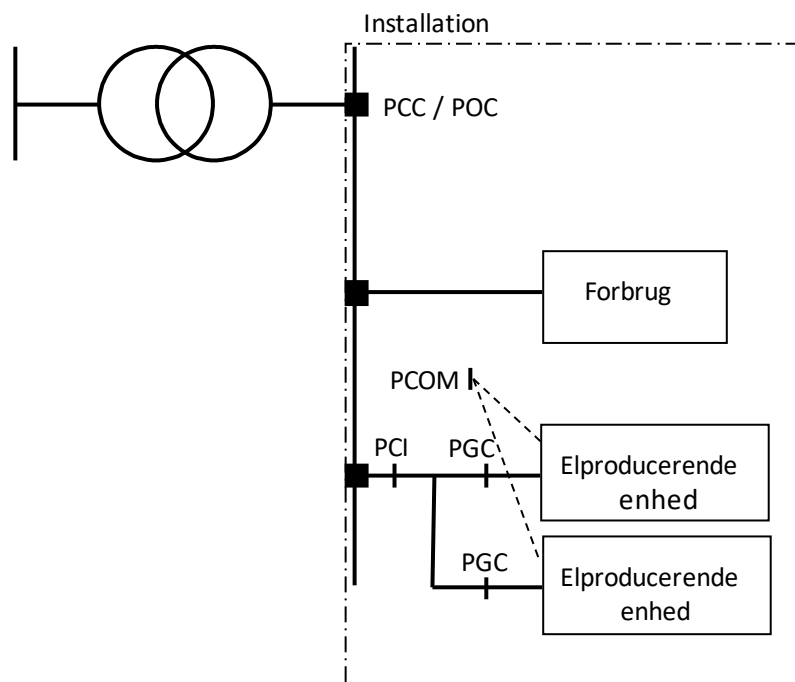 Installation
PCC / POC
Forbrug
PCOM
PCI
PGC
Elproducerende
enhed
PGC
Elproducerende
enhed